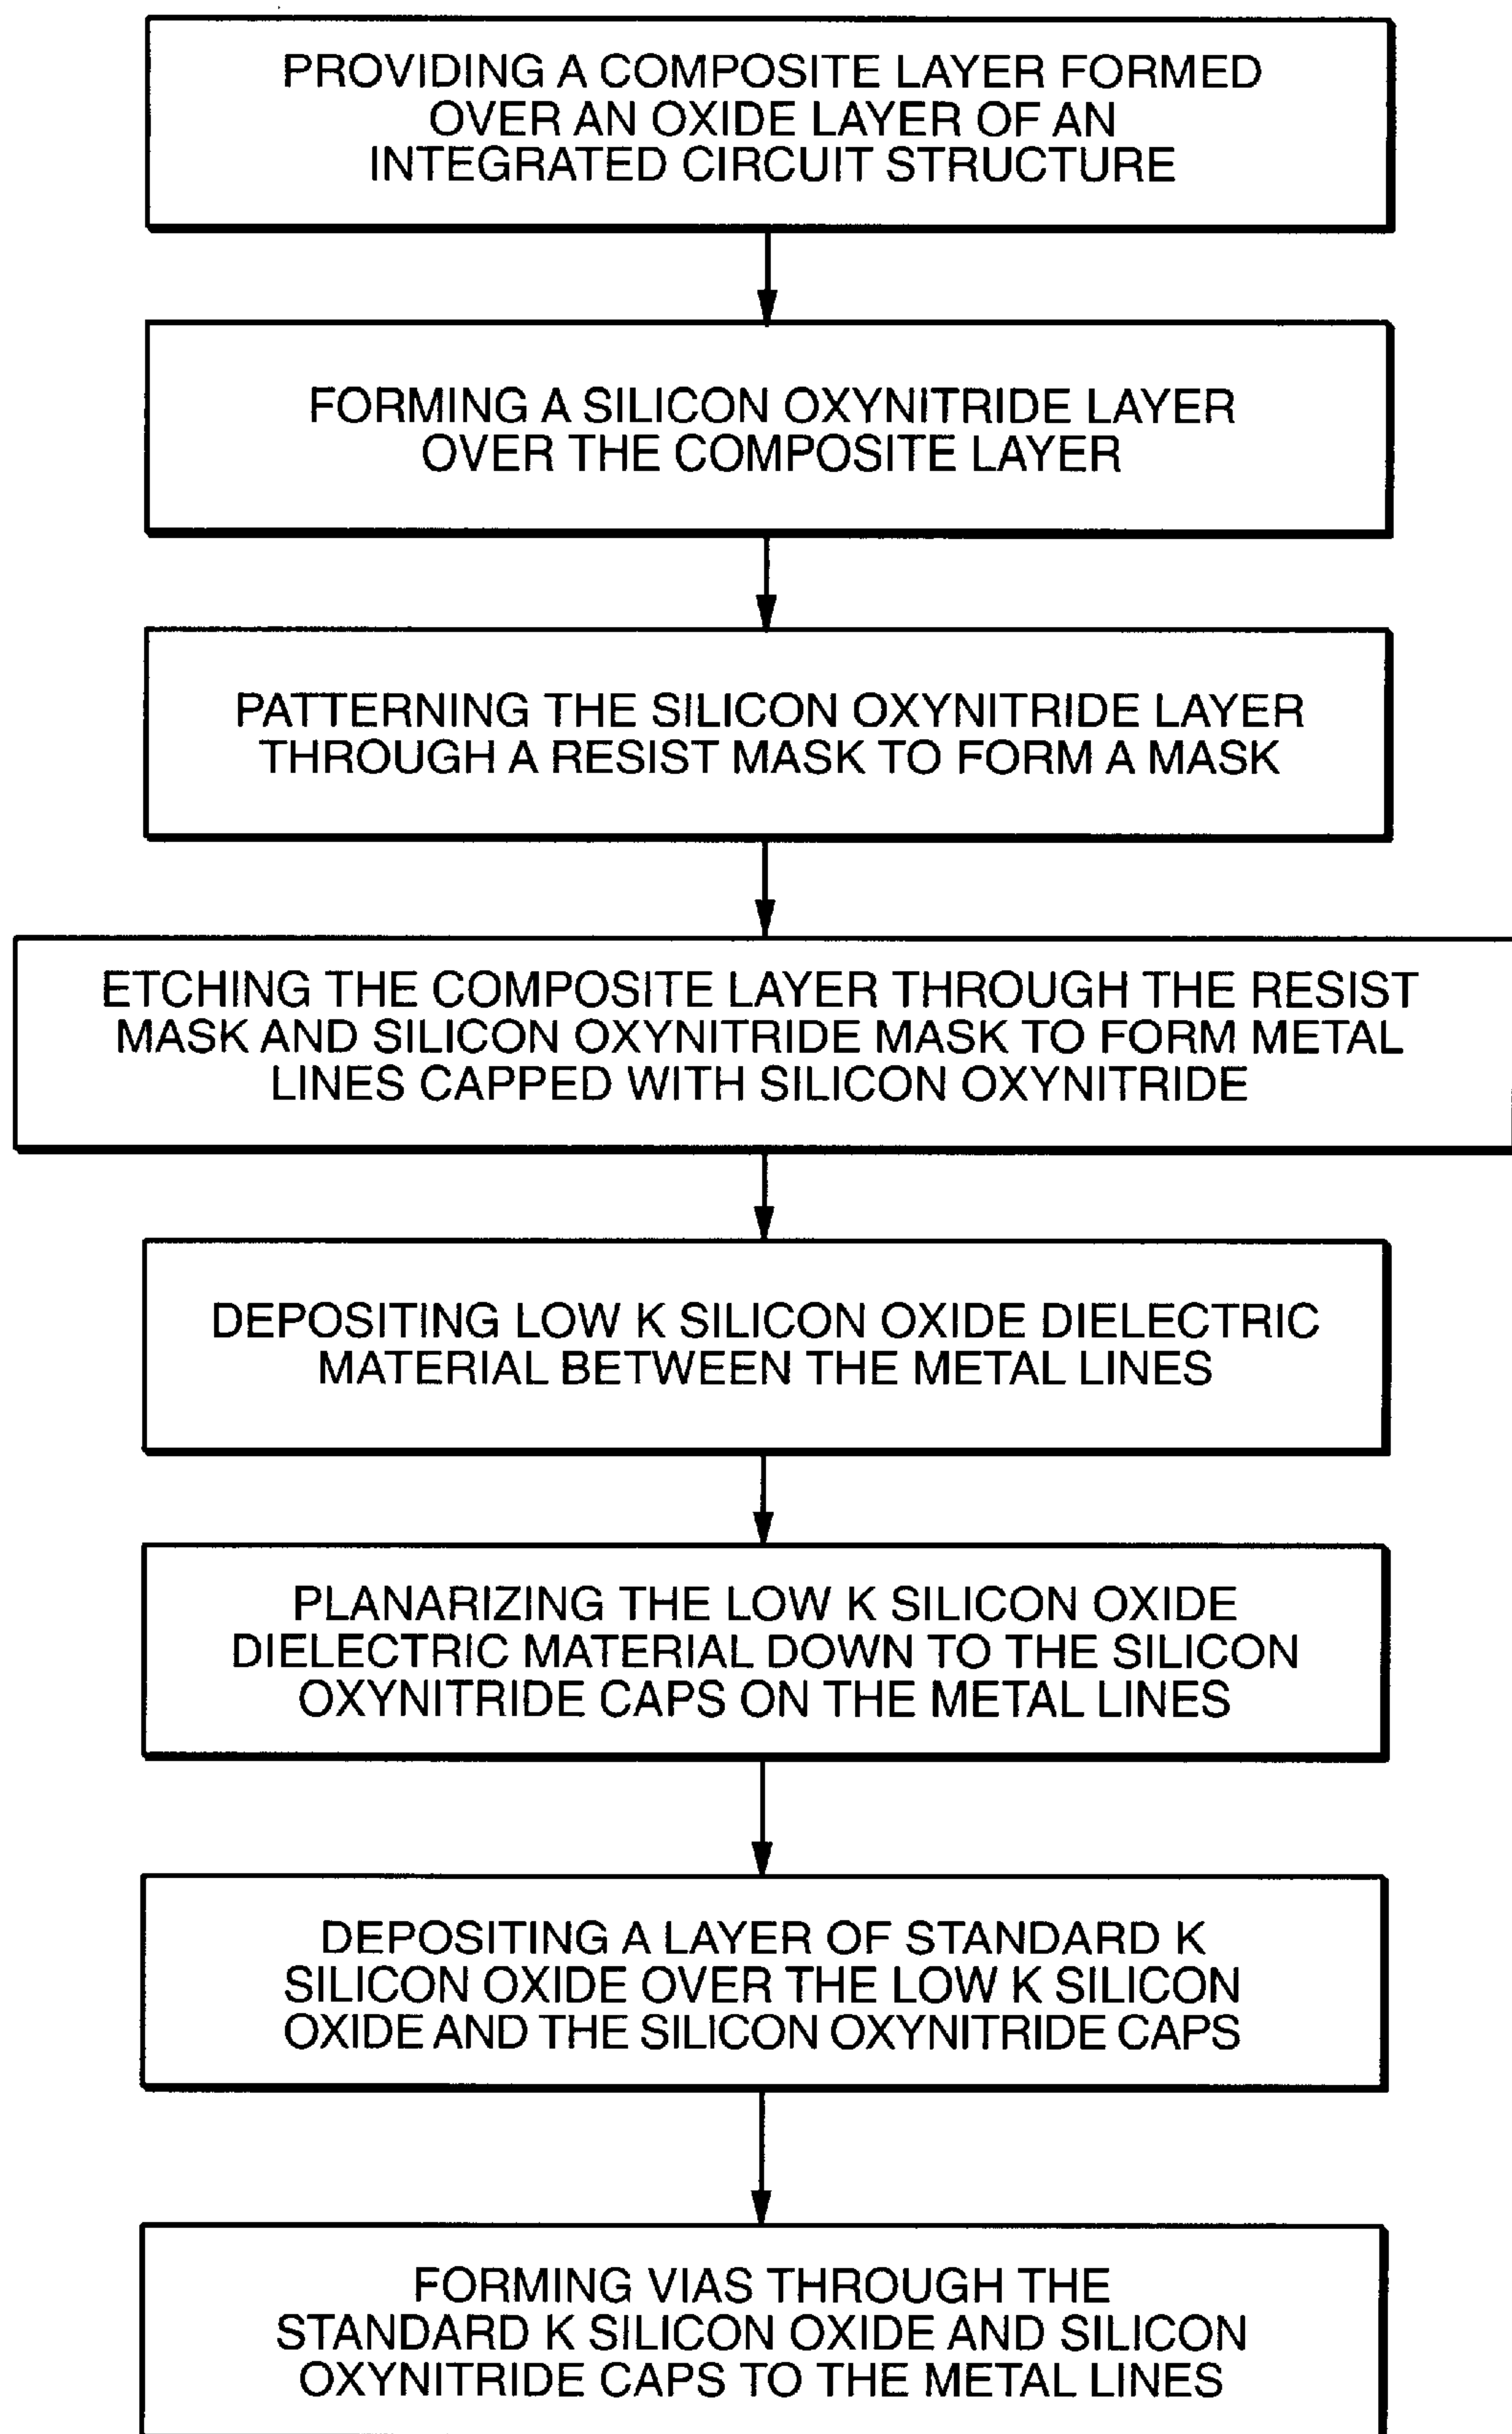 PROVIDING A COMPOSITE LAYER FORMED
OVER AN OXIDE LAYER OF AN
INTEGRATED CIRCUIT STRUCTURE
FORMING A SILICON OXYNITRIDE LAYER
OVER THE COMPOSITE LAYER
PATTERNING THE SILICON OXYNITRIDE LAYER
THROUGH A RESIST MASK TO FORM A MASK
ETCHING THE COMPOSITE LAYER THROUGH THE RESIST
MASK AND SILICON OXYNITRIDE MASK TO FORM METAL
LINES CAPPED WITH SILICON OXYNITRIDE
DEPOSITING LOW K SILICON OXIDE DIELECTRIC
MATERIAL BETWEEN THE METAL LINES
PLANARIZING THE LOW K SILICON OXIDE
DIELECTRIC MATERIAL DOWN TO THE SILICON
OXYNITRIDE CAPS ON THE METAL LINES
DEPOSITING A LAYER OF STANDARD K
SILICON OXIDE OVER THE LOW K SILICON
OXIDE AND THE SILICON OXYNITRIDE CAPS
FORMING VIAS THROUGH THE
STANDARD K SILICON OXIDE AND SILICON
OXYNITRIDE CAPS TO THE METAL LINES